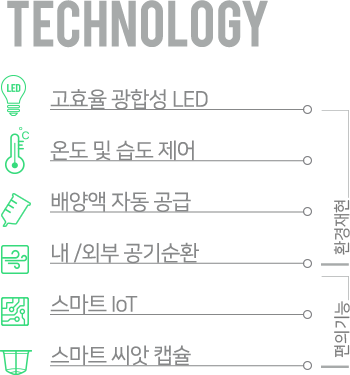 TECHNOLOGY
LED
고효율 광합성 LED
°C
온도 및 습도 제어
배양액 자동 공급
내 /외부 공기순환
환경재현
스마트 IoT
스마트 씨앗 캡슐
편의기능